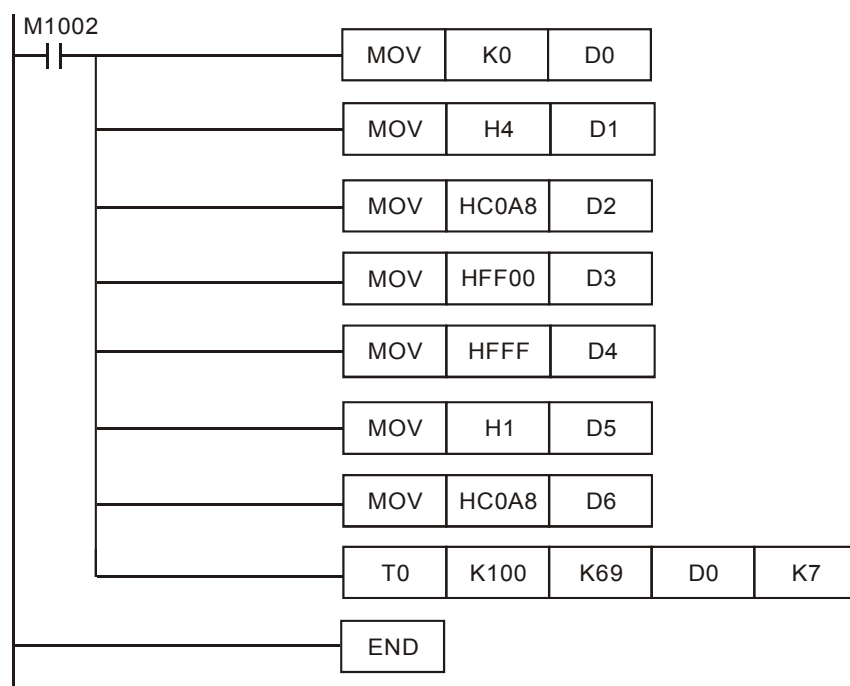 M1002
MOV K0 D0
MOV H4 D1
MOV HC0A8 D2
MOV HFF00 D3
MOV HFFF D4
MOV H1 D5
MOV HC0A8 D6
T0 K100 K69 D0 K7
END